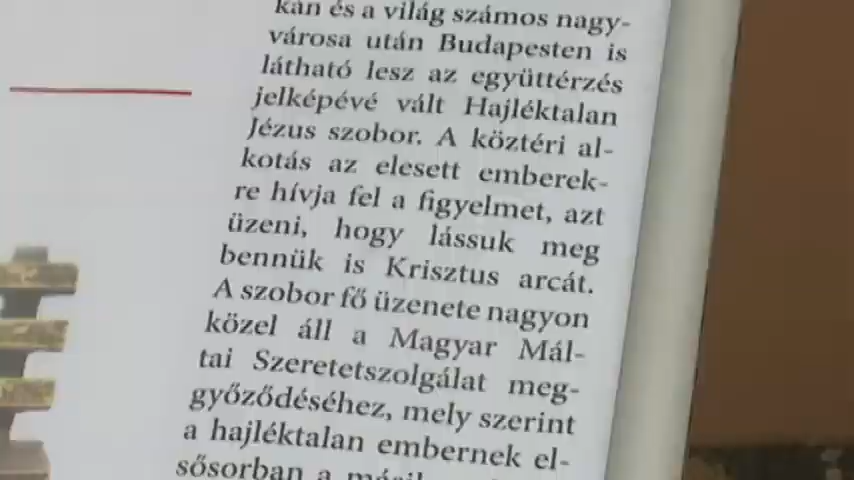 kán és a világ számos nagy-
városa után Budapesten is
látható lesz az együttérzés
jelképévé vált Hajléktalan
Jézus szobor. A köztéri al-
kotás az elesett emberek-
re hívja fel a figyelmet, azt
üzeni, hogy lássuk meg
bennük is Krisztus arcát.
A szobor fő üzenete nagyon
közel áll a Magyar Mál-
tai Szeretetszolgálat meg-
győződéséhez, mely szerint
a hajléktalan embernek el-
sősorban a